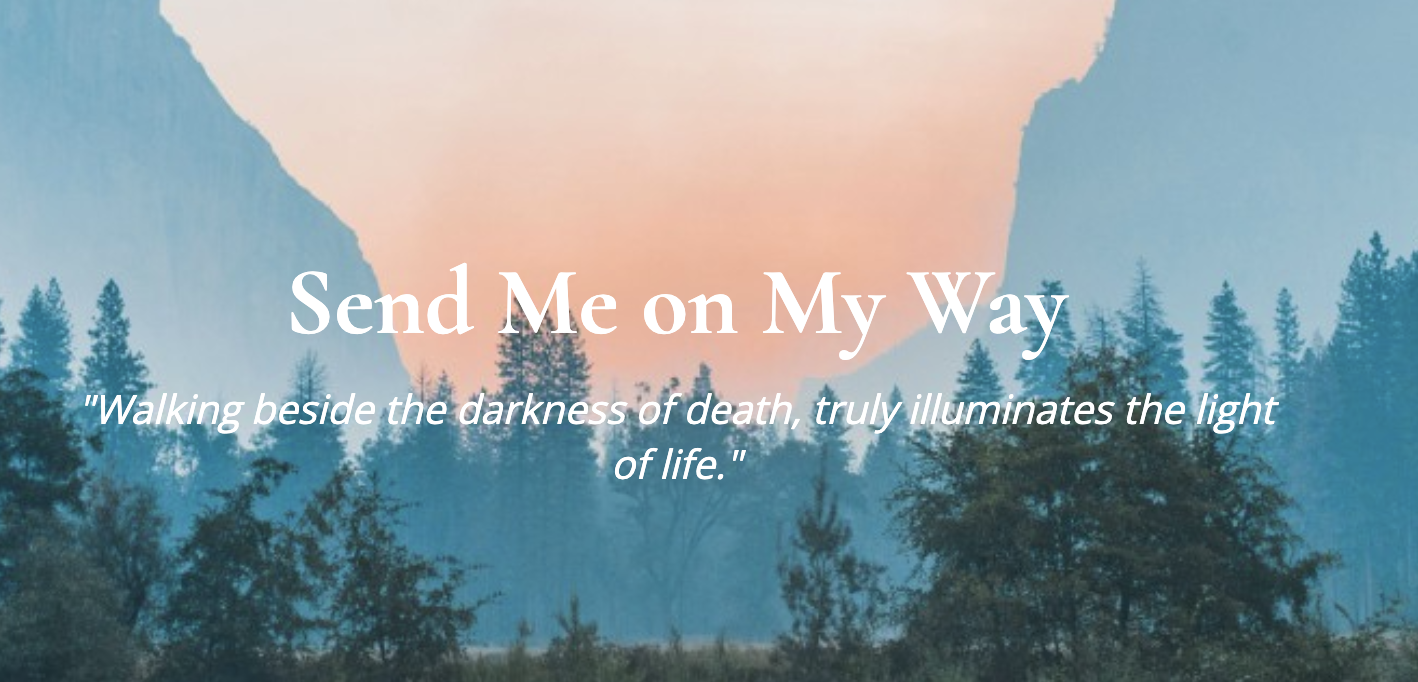 Send Me on My Way
"Walking beside the darkness of death, truly illuminates the light
of life."